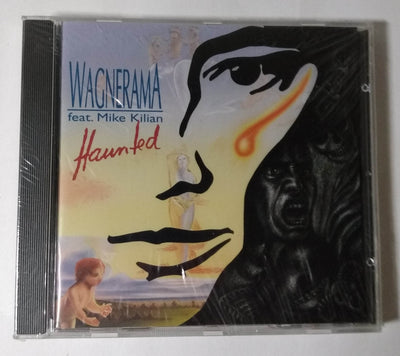 WAGNERAMA
feat. Mike Kilian
Haunted